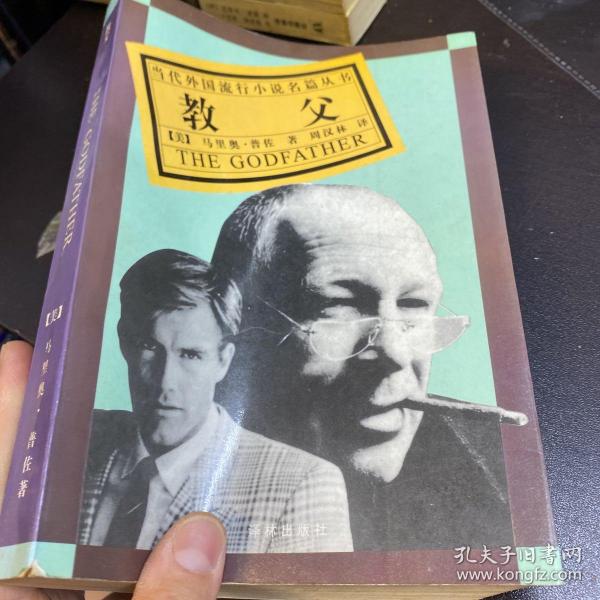 当代外国流行小说名篇丛书
教父
【美】马里奥·普佐 著 周汉林 译
THE GODFATHER
THE GODFATHER
【美】
马里奥·普佐著
译林出版社
孔夫子旧书网
www.kongfz.com